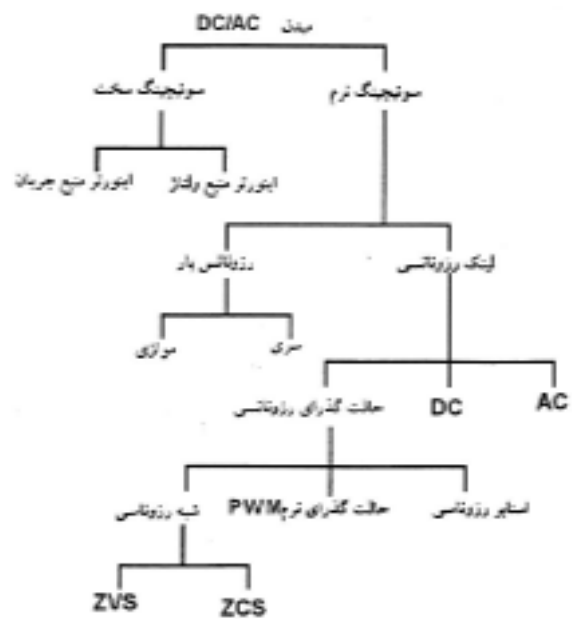 مبدل DC/AC
سوئیچینگ نرم
سوئیچینگ سخت
اینورتر منبع ولتاژ
اینورتر منبع جریان
لینک رزونانسی
رزونانس بار
سری
موازی
AC
DC
حالت گذرای رزونانسی
اسنابر رزونانسی
حالت گذرای نرم PWM
شبه رزونانسی
ZCS
ZVS